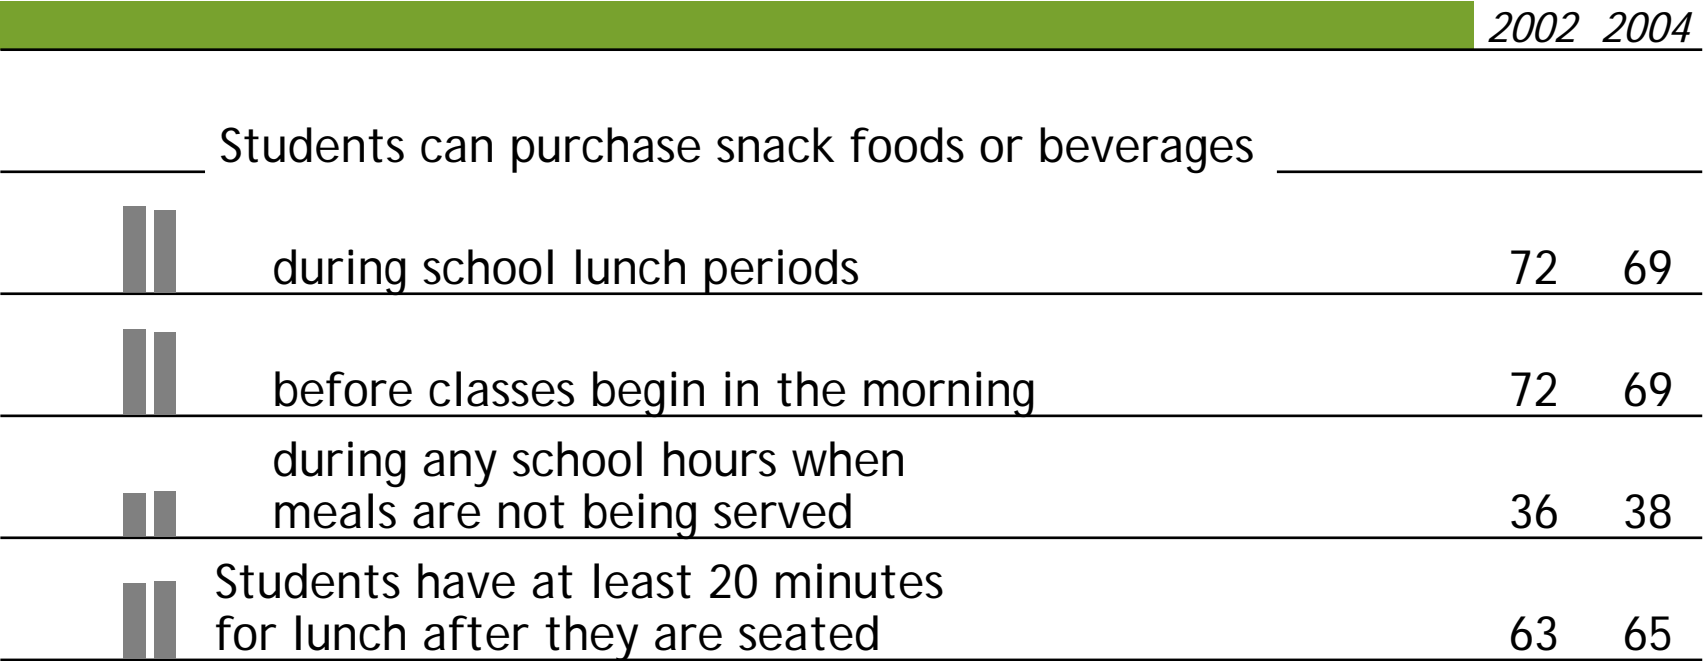 2002 2004
Students can purchase snack foods or beverages
during school lunch periods 72 69
before classes begin in the morning 72 69
during any school hours when
meals are not being served 36 38
Students have at least 20 minutes
for lunch after they are seated 63 65